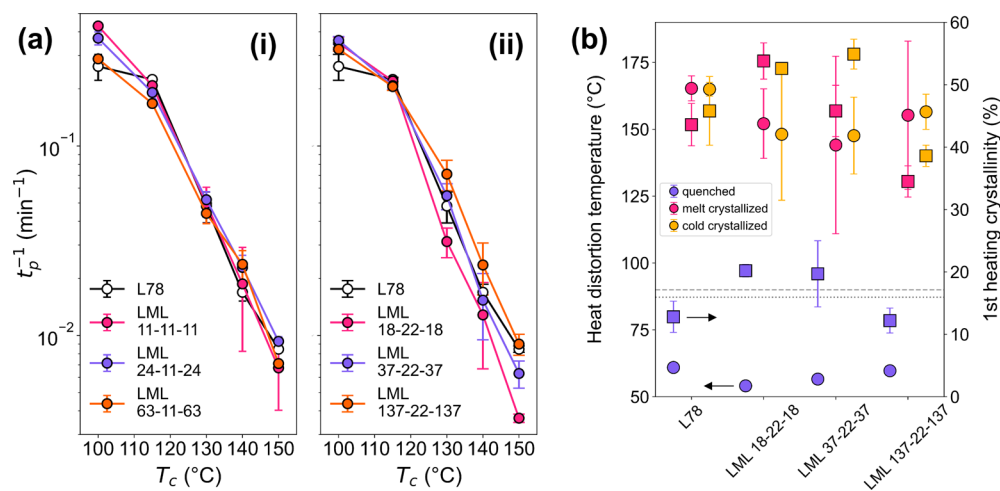 (a)
(i)
(ii)
(b)
tp⁻¹ (min⁻¹)
10⁻¹
10⁻²
L78
LML
11-11-11
LML
24-11-24
LML
63-11-63
100 110 120 130 140 150
Tc (°C)
L78
LML
18-22-18
LML
37-22-37
LML
137-22-137
100 110 120 130 140 150
Tc (°C)
Heat distortion temperature (°C)
175
150
125
100
75
50
quenched
melt crystallized
cold crystallized
60
50
40
30
20
10
0
1st heating crystallinity (%)
L78
LML 18-22-18
LML 37-22-37
LML 137-22-137